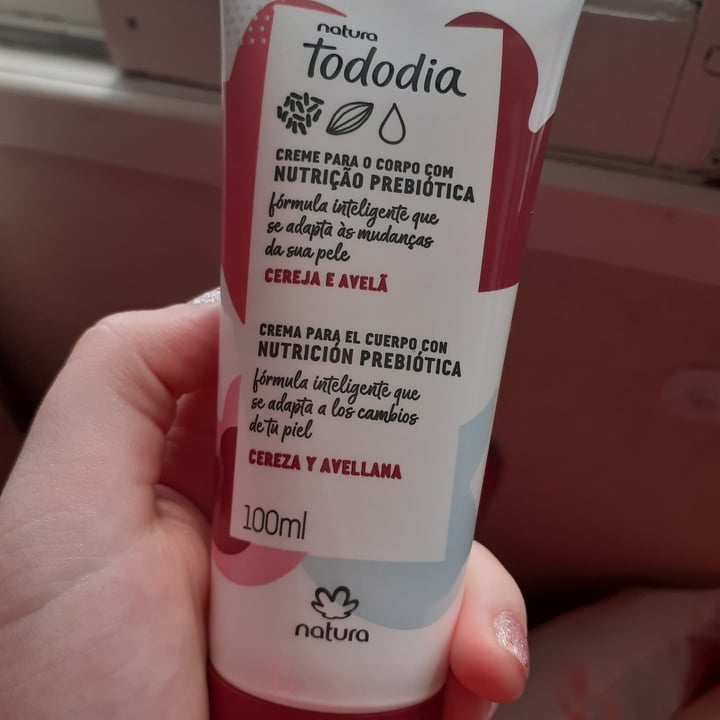 natura
tododia
CREME PARA O CORPO COM
NUTRIÇÃO PREBIÓTICA
fórmula inteligente que
se adapta às mudanças
da sua pele
CEREJA E AVELÃ
CREMA PARA EL CUERPO CON
NUTRICIÓN PREBIÓTICA
fórmula inteligente que
se adapta a los cambios
de tu piel
CEREZA Y AVELLANA
100ml
natura